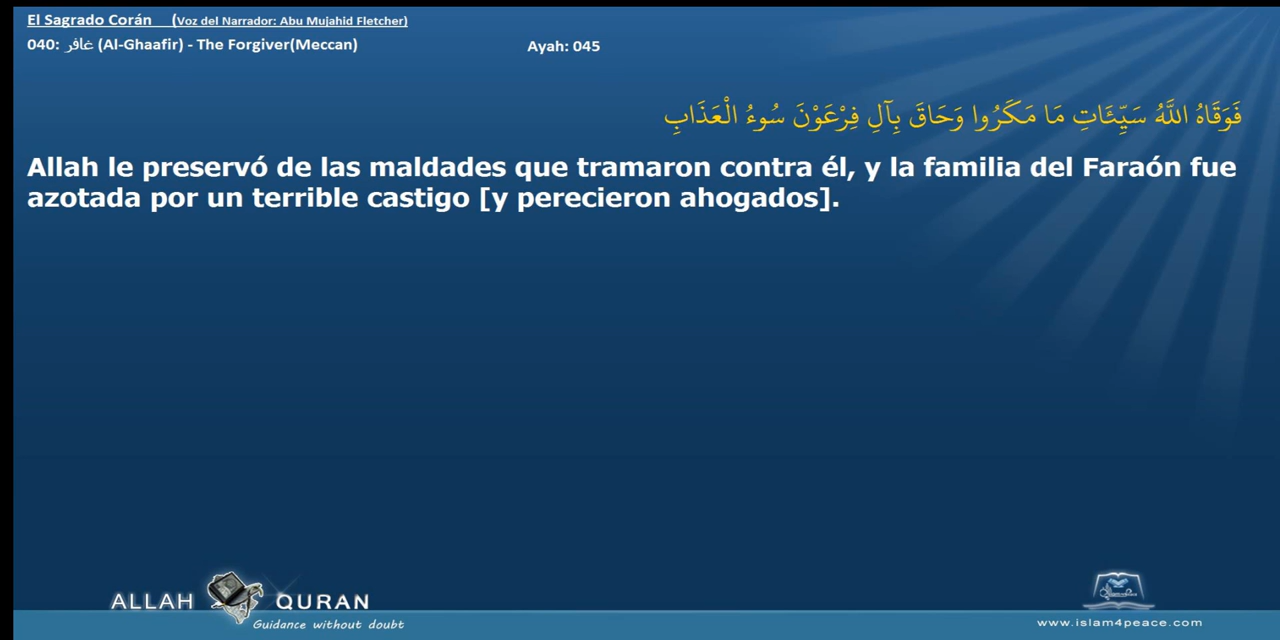 El Sagrado Corán (Voz del Narrador: Abu Mujahid Fletcher)
040: غافر (Al-Ghaafir) - The Forgiver(Meccan)
Ayah: 045
فَوَقَاهُ اللَّهُ سَيِّئَاتِ مَا مَكَرُوا وَحَاقَ بِآلِ فِرْعَوْنَ سُوءُ الْعَذَابِ
Allah le preservó de las maldades que tramaron contra él, y la familia del Faraón fue
azotada por un terrible castigo [y perecieron ahogados].
ALLAH QURAN
Guidance without doubt
www.islam4peace.com